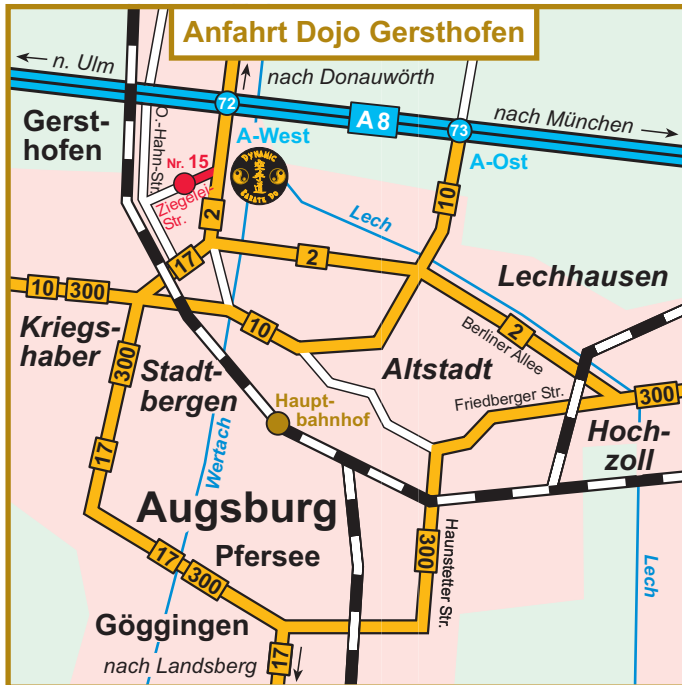 Anfahrt Dojo Gersthofen
n. Ulm
nach Donauwörth
nach München
72
A 8
73
Gerst-
hofen
O.-Hahn-Str.
A-West
A-Ost
Nr. 15
Ziegelei-
Str.
DYNAMIC
空手道
KARATE DO
Lech
2
10
17
2
10
300
Lechhausen
Kriegs-
haber
10
2
Berliner Allee
300
Stadt-
bergen
Altstadt
Haupt-
bahnhof
Friedberger Str.
300
Hoch-
zoll
17
Wertach
Augsburg
Pfersee
300
Haunstetter Str.
17
300
Lech
Göggingen
nach Landsberg
17